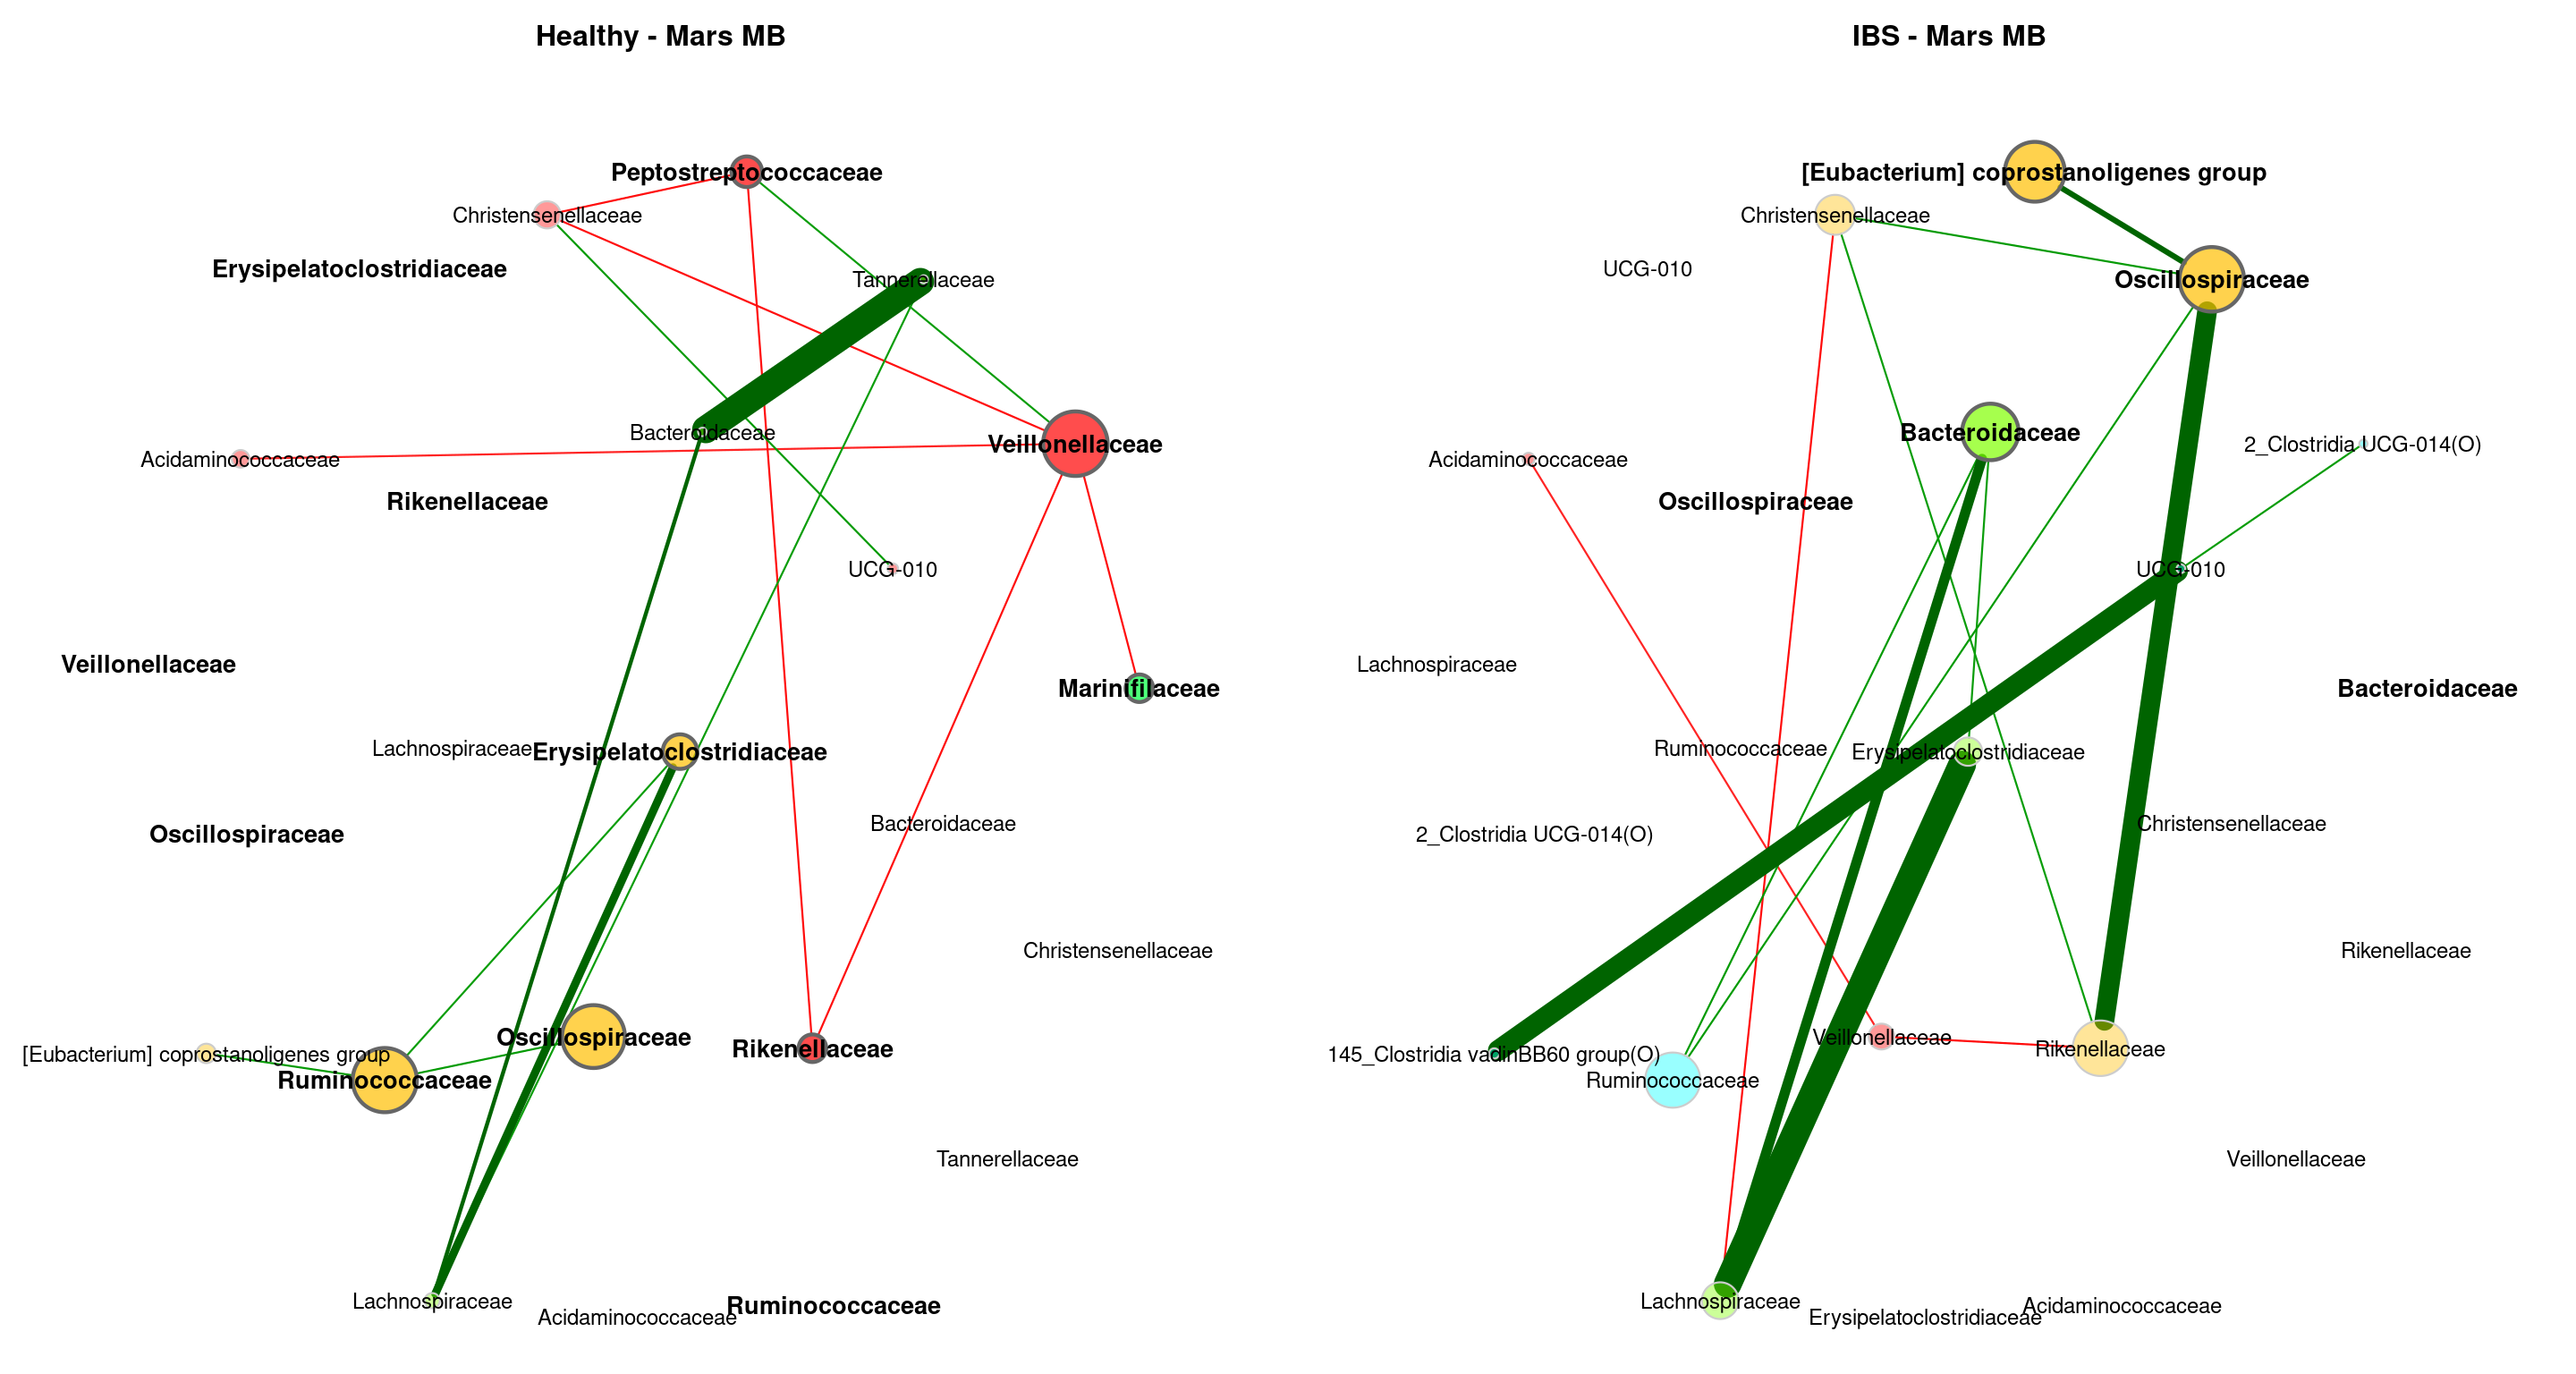 Healthy - Mars MB
Peptostreptococcaceae
Christensenellaceae
Erysipelatoclostridiaceae
Tannerellaceae
Bacteroidaceae
Veillonellaceae
Acidaminococcaceae
Rikenellaceae
UCG-010
Veillonellaceae
Marinifilaceae
Lachnospiraceae
Erysipelatoclostridiaceae
Bacteroidaceae
Oscillospiraceae
Christensenellaceae
Oscillospiraceae
Rikenellaceae
[Eubacterium] coprostanoligenes group
Ruminococcaceae
Tannerellaceae
Lachnospiraceae
Ruminococcaceae
Acidaminococcaceae
IBS - Mars MB
[Eubacterium] coprostanoligenes group
Christensenellaceae
UCG-010
Oscillospiraceae
Bacteroidaceae
2_Clostridia UCG-014(O)
Acidaminococcaceae
Oscillospiraceae
UCG-010
Lachnospiraceae
Bacteroidaceae
Ruminococcaceae
Erysipelatoclostridiaceae
Christensenellaceae
2_Clostridia UCG-014(O)
Rikenellaceae
Veillonellaceae
Rikenellaceae
145_Clostridia vadinBB60 group(O)
Ruminococcaceae
Veillonellaceae
Lachnospiraceae
Acidaminococcaceae
Erysipelatoclostridiaceae